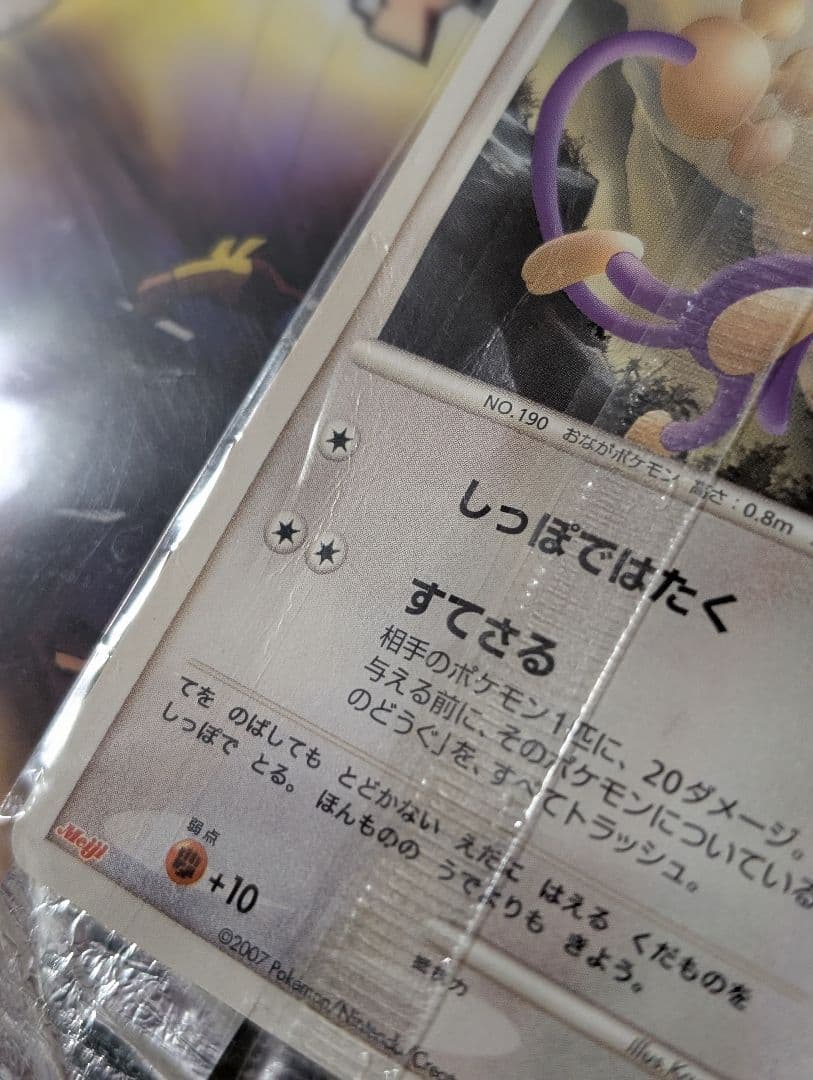 NO.190 おながポケモン 高さ：0.8m
しっぽではたく
すてさる
相手のポケモン1匹に、20ダメージ。
与える前に、そのポケモンについている
のどうぐ」を、すべてトラッシュ。
てを のばしても とどかない えだに はえる くだものを
しっぽで とる。 ほんものの うでよりも きよう。
Meiji
弱点
+10
抵抗力
©2007 Pokémon/Nintendo/Crea
Illus.